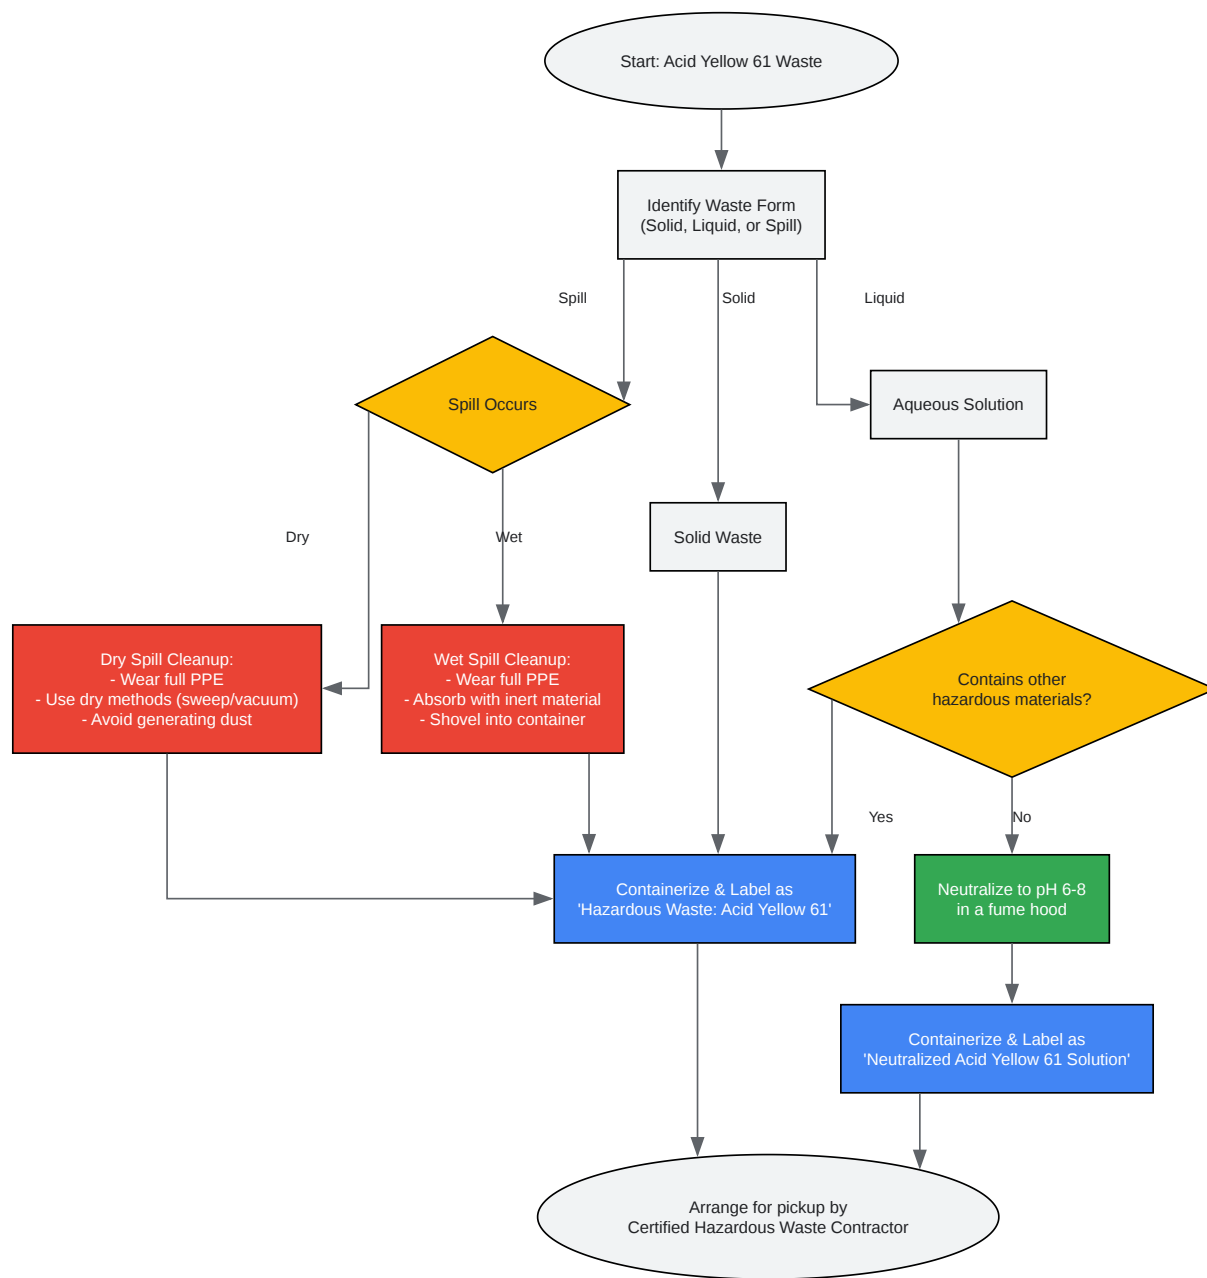 Start: Acid Yellow 61 Waste
Identify Waste Form
(Solid, Liquid, or Spill)
Spill
Solid
Liquid
Spill Occurs
Aqueous Solution
Dry
Wet
Solid Waste
Dry Spill Cleanup:
- Wear full PPE
- Use dry methods (sweep/vacuum)
- Avoid generating dust
Wet Spill Cleanup:
- Wear full PPE
- Absorb with inert material
- Shovel into container
Contains other
hazardous materials?
Yes
No
Containerize & Label as
'Hazardous Waste: Acid Yellow 61'
Neutralize to pH 6-8
in a fume hood
Containerize & Label as
'Neutralized Acid Yellow 61 Solution'
Arrange for pickup by
Certified Hazardous Waste Contractor